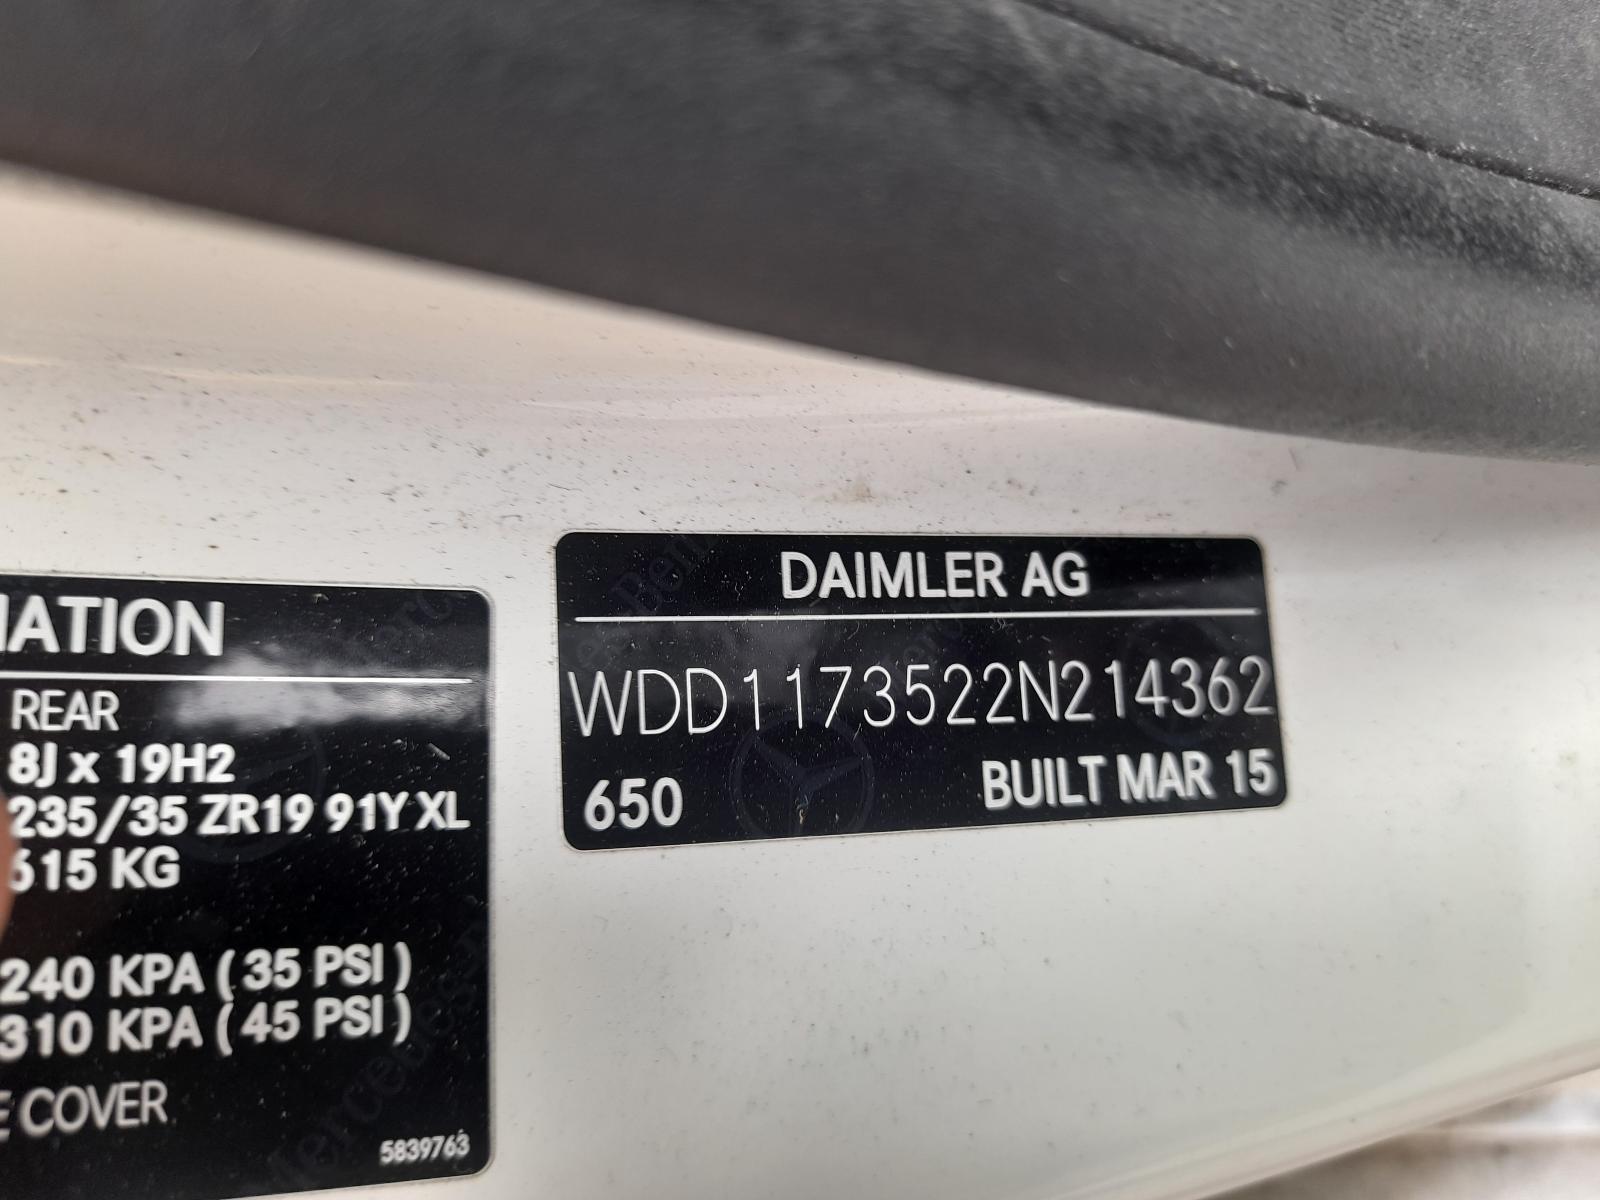 IATION
REAR
8J x 19H2
235/35 ZR19 91Y XL
615 KG
240 KPA ( 35 PSI )
310 KPA ( 45 PSI )
E COVER
5839763
DAIMLER AG
WDD1173522N214362
650 BUILT MAR 15